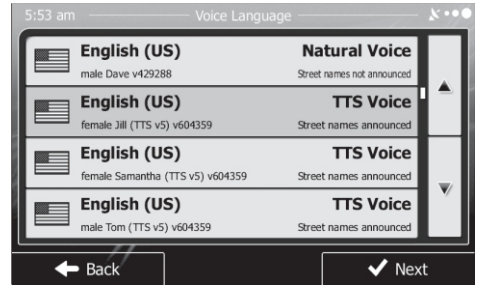 5:53 am Voice Language
English (US) Natural Voice
male Dave v429288 Street names not announced
English (US) TTS Voice
female Jill (TTS v5) v604359 Street names announced
English (US) TTS Voice
female Samantha (TTS v5) v604359 Street names announced
English (US) TTS Voice
male Tom (TTS v5) v604359 Street names announced
Back Next